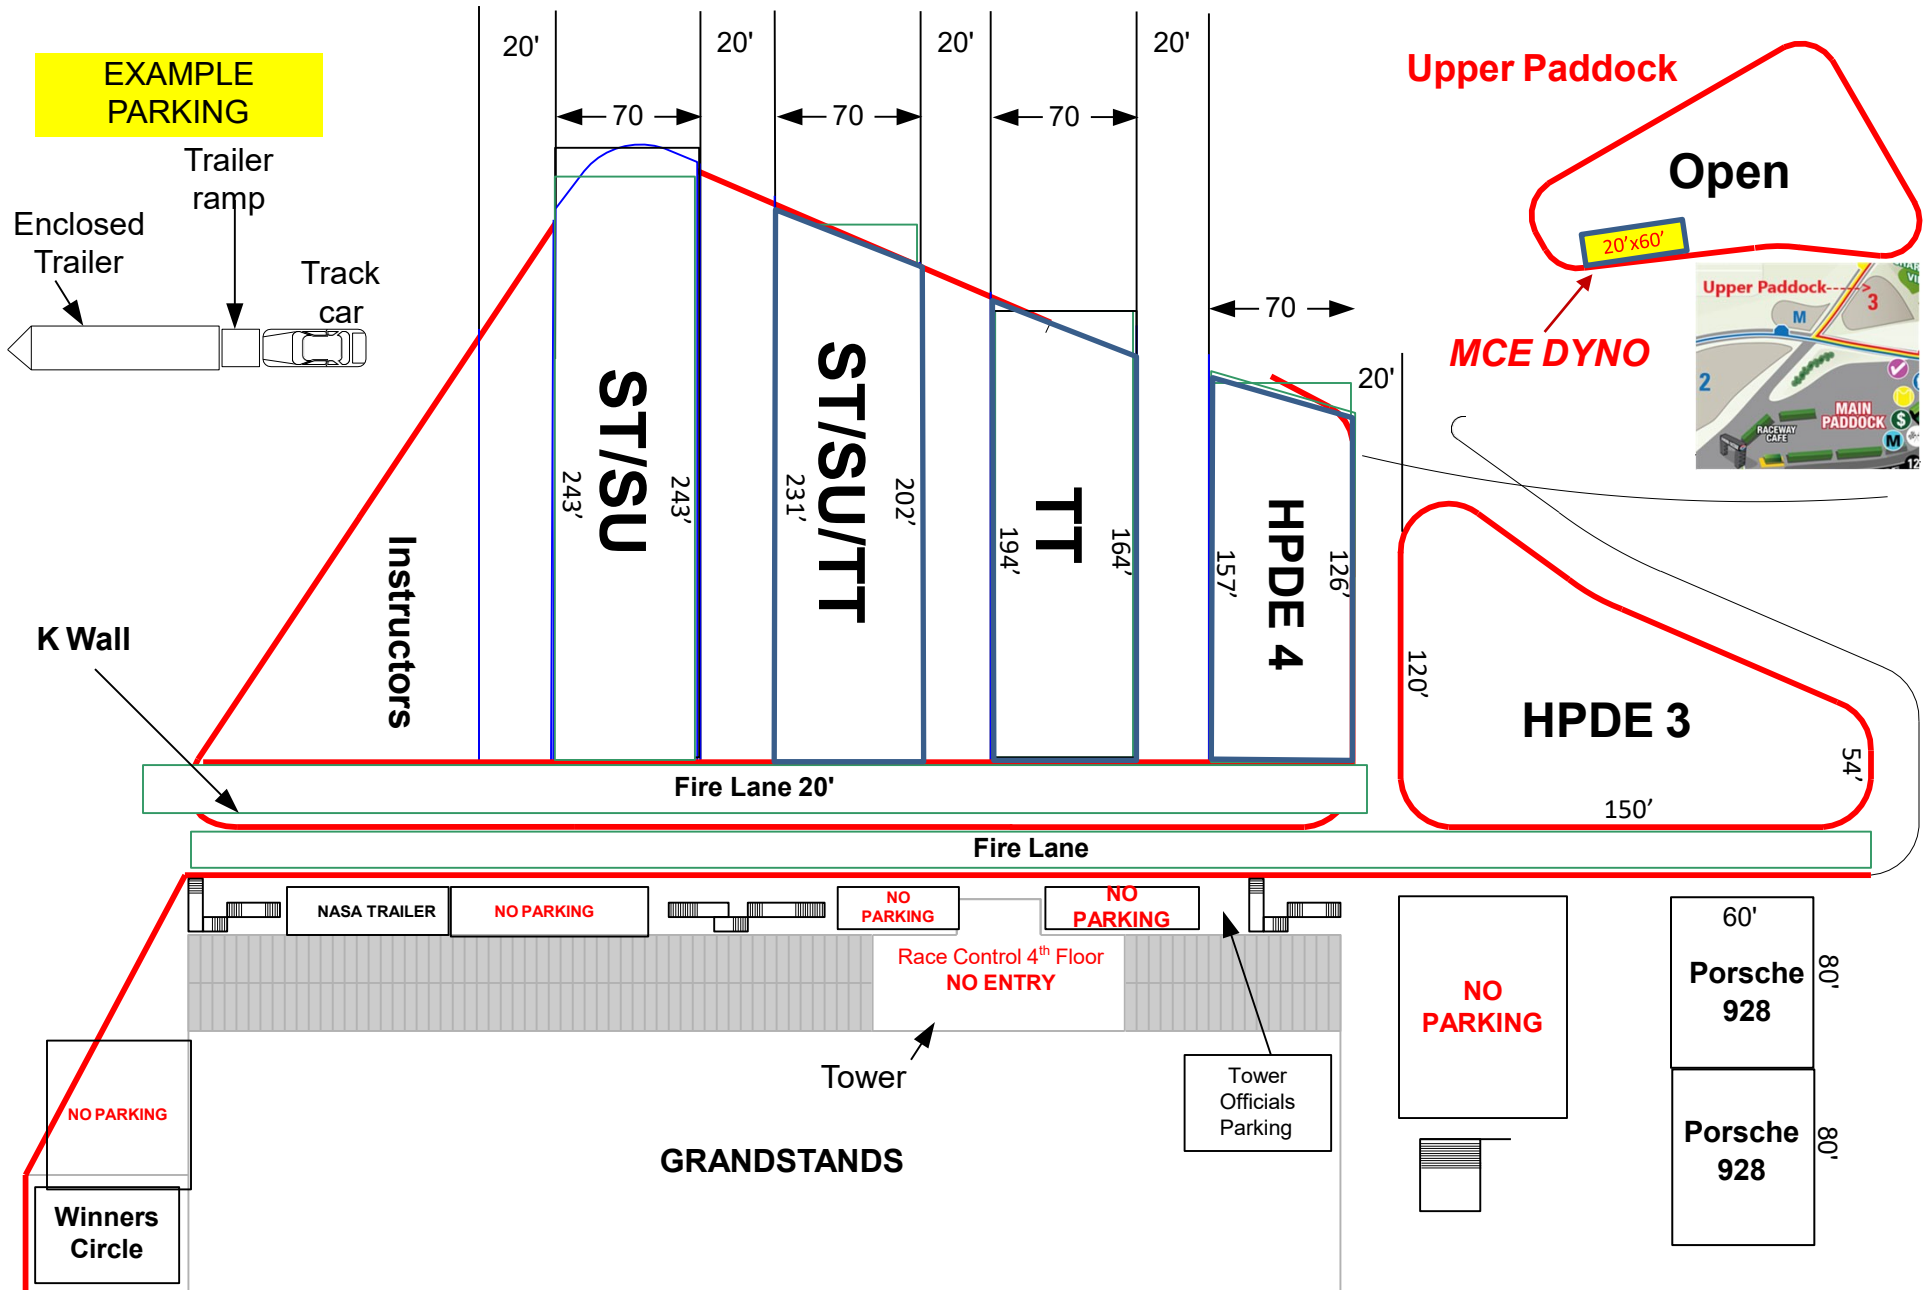 20'
20'
20'
20'
EXAMPLE
PARKING
Upper Paddock
70
70
70
Trailer
ramp
Open
Enclosed
Trailer
20'x60'
Track
car
70
Upper Paddock----->
3
M
MCE DYNO
20'
2
MAIN
PADDOCK
RACEWAY
CAFE
$
M
12
Instructors
ST/SU
243'
243'
ST/SU/TT
231'
202'
TT
194'
164'
HPDE 4
157'
126'
K Wall
120'
HPDE 3
54'
150'
Fire Lane 20'
Fire Lane
NASA TRAILER
NO PARKING
NO
PARKING
NO
PARKING
Race Control 4th Floor
NO ENTRY
60'
80'
Porsche
928
NO
PARKING
Tower
Tower
Officials
Parking
NO PARKING
GRANDSTANDS
Porsche
928
80'
Winners
Circle